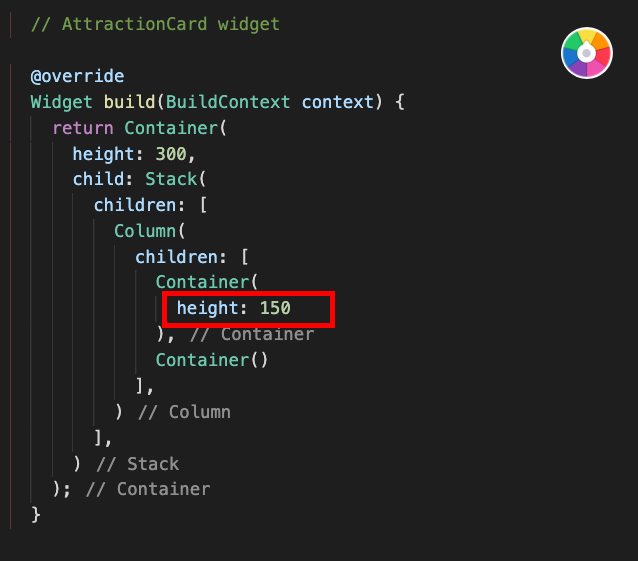 // AttractionCard widget
@override
Widget build(BuildContext context) {
return Container(
height: 300,
child: Stack(
children: [
Column(
children: [
Container(
height: 150
), // Container
Container()
],
) // Column
],
) // Stack
); // Container
}